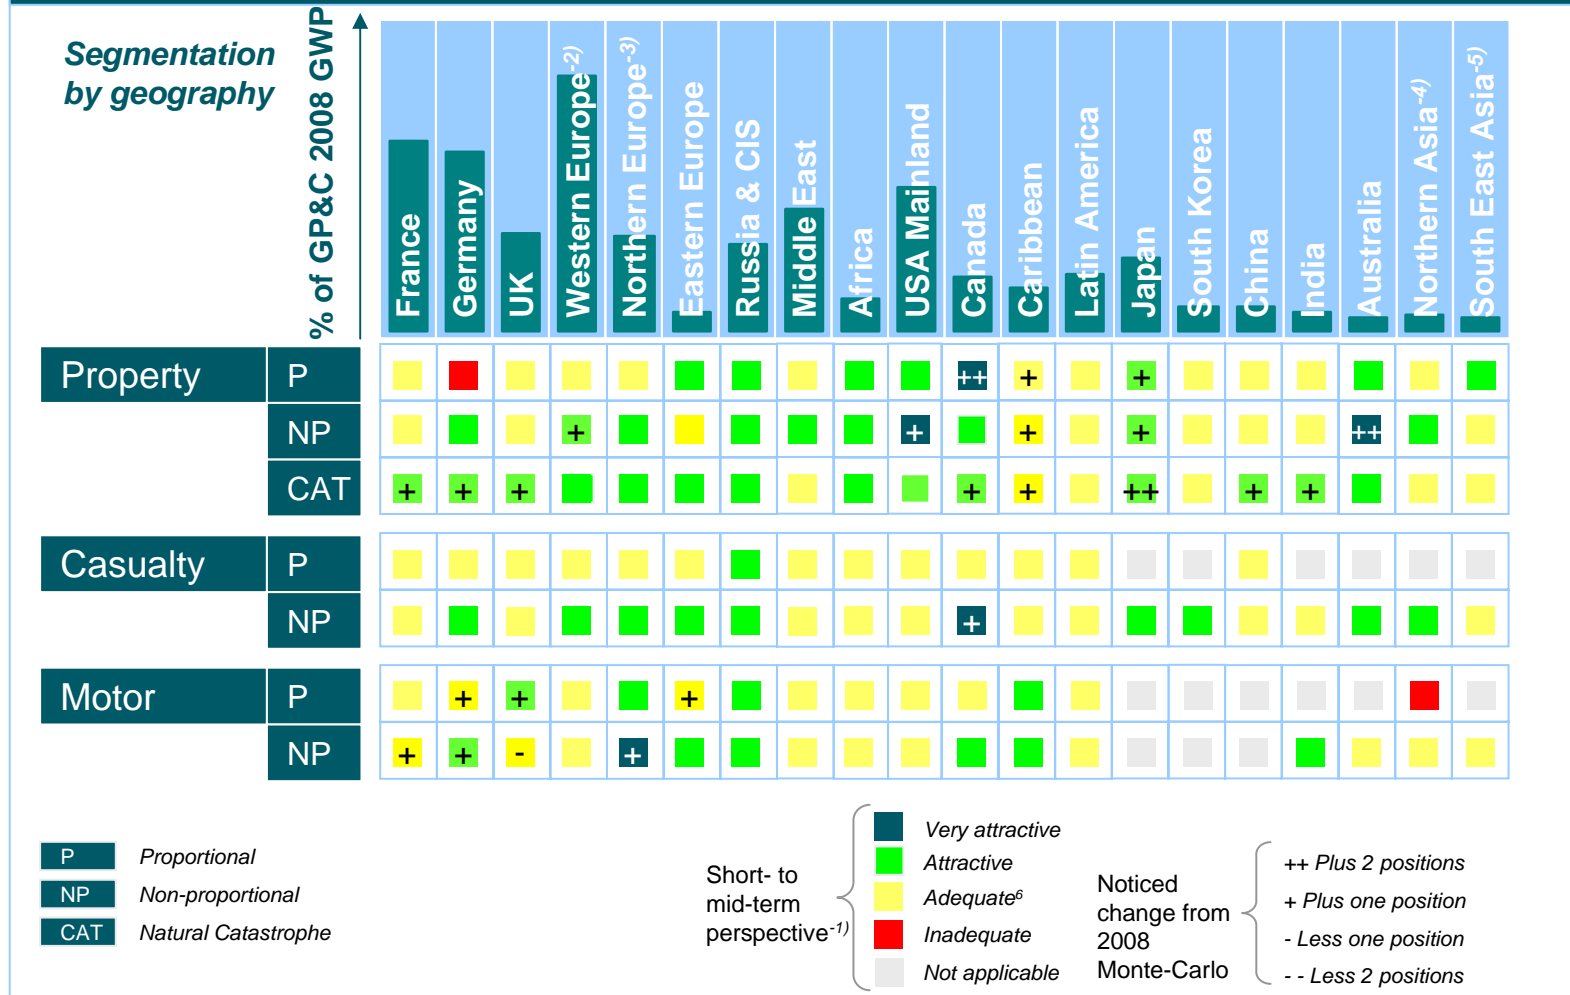 Segmentation
by geography
% of GP&C 2008 GWP
France
Germany
UK
Western Europe-2)
Northern Europe-3)
Eastern Europe
Russia & CIS
Middle East
Africa
USA Mainland
Canada
Caribbean
Latin America
Japan
South Korea
China
India
Australia
Northern Asia-4)
South East Asia-5)
Property P ++ + +
NP + + + + ++
CAT + + + + + ++ + +
Casualty P
NP +
Motor P + + +
NP + + - +
P Proportional
NP Non-proportional
CAT Natural Catastrophe
Short- to
mid-term
perspective-1)
Very attractive
Attractive
Adequate6
Inadequate
Not applicable
Noticed
change from
2008
Monte-Carlo
++ Plus 2 positions
+ Plus one position
- Less one position
- - Less 2 positions